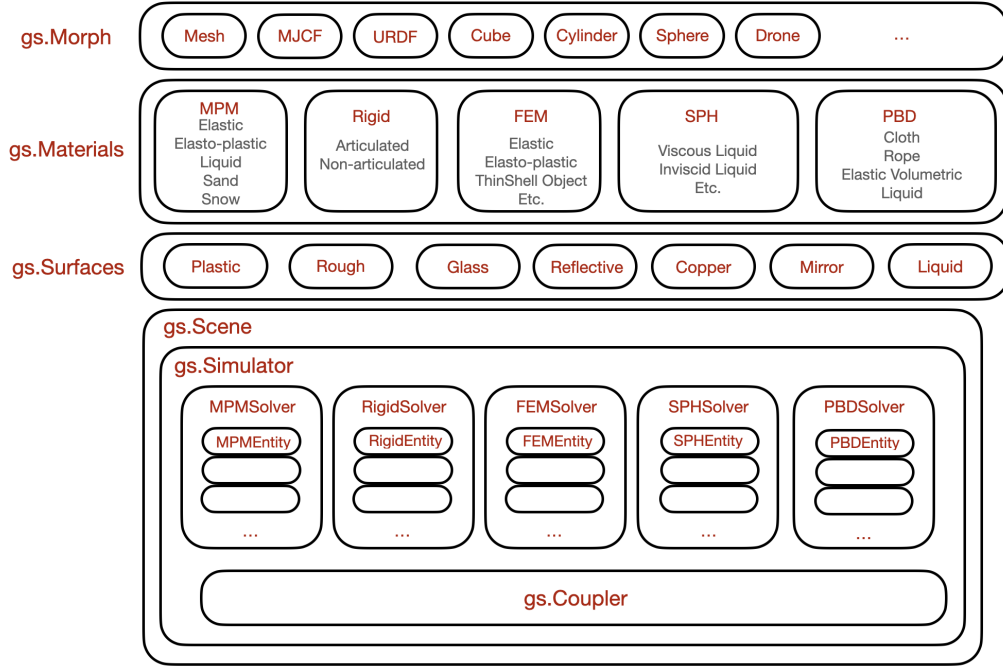 gs.Morph
Mesh
MJCF
URDF
Cube
Cylinder
Sphere
Drone
...
gs.Materials
MPM
Elastic
Elasto-plastic
Liquid
Sand
Snow
Rigid
Articulated
Non-articulated
FEM
Elastic
Elasto-plastic
ThinShell Object
Etc.
SPH
Viscous Liquid
Inviscid Liquid
Etc.
PBD
Cloth
Rope
Elastic Volumetric
Liquid
gs.Surfaces
Plastic
Rough
Glass
Reflective
Copper
Mirror
Liquid
gs.Scene
gs.Simulator
MPMSolver
MPMEntity
...
RigidSolver
RigidEntity
...
FEMSolver
FEMEntity
...
SPHSolver
SPHEntity
...
PBDSolver
PBDEntity
...
gs.Coupler